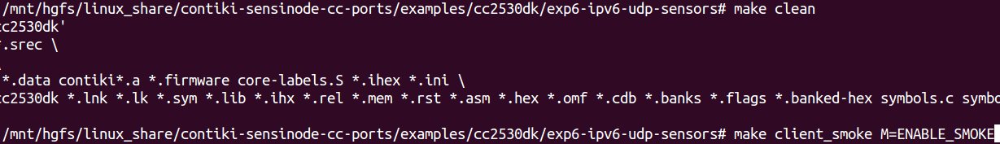 /mnt/hgfs/linux_share/contiki-sensinode-cc-ports/examples/cc2530dk/exp6-ipv6-udp-sensors# make clean
cc2530dk'
.srec \
\
*.data contiki*.a *.firmware core-labels.S *.ihex *.ini \
cc2530dk *.lnk *.lk *.sym *.lib *.ihx *.rel *.mem *.rst *.asm *.hex *.omf *.cdb *.banks *.flags *.banked-hex symbols.c symbo
/mnt/hgfs/linux_share/contiki-sensinode-cc-ports/examples/cc2530dk/exp6-ipv6-udp-sensors# make client_smoke M=ENABLE_SMOKE